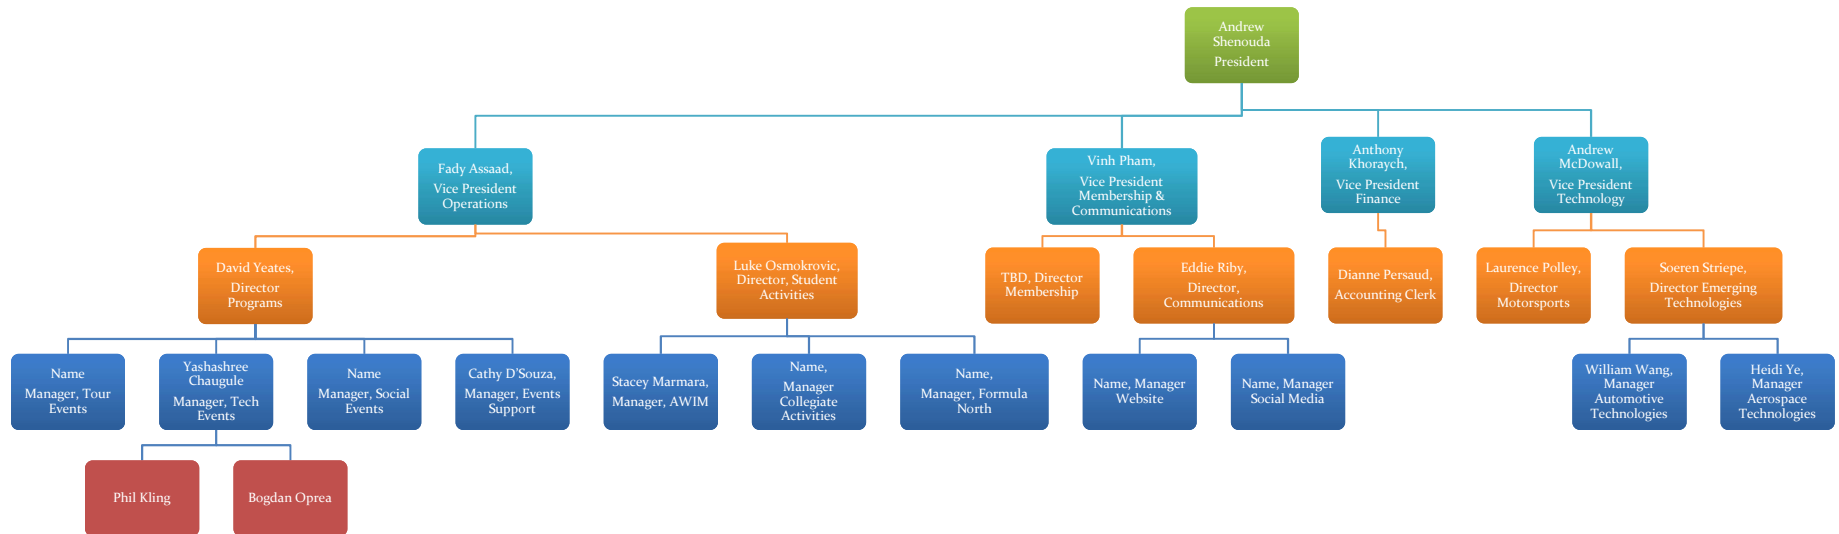 Andrew
Shenouda
President
Fady Assaad,
Vice President
Operations
Vinh Pham,
Vice President
Membership &
Communications
Anthony
Khoraych,
Vice President
Finance
Andrew
McDowall,
Vice President
Technology
David Yeates,
Director
Programs
Luke Osmokrovic,
Director, Student
Activities
TBD, Director
Membership
Eddie Riby,
Director,
Communications
Dianne Persaud,
Accounting Clerk
Laurence Polley,
Director
Motorsports
Soeren Striepe,
Director Emerging
Technologies
Name
Manager, Tour
Events
Yashashree
Chaugule
Manager, Tech
Events
Name
Manager, Social
Events
Cathy D'Souza,
Manager, Events
Support
Stacey Marmara,
Manager, AWIM
Name,
Manager
Collegiate
Activities
Name,
Manager, Formula
North
Name, Manager
Website
Name, Manager
Social Media
William Wang,
Manager
Automotive
Technologies
Heidi Ye,
Manager
Aerospace
Technologies
Phil Kling
Bogdan Oprea